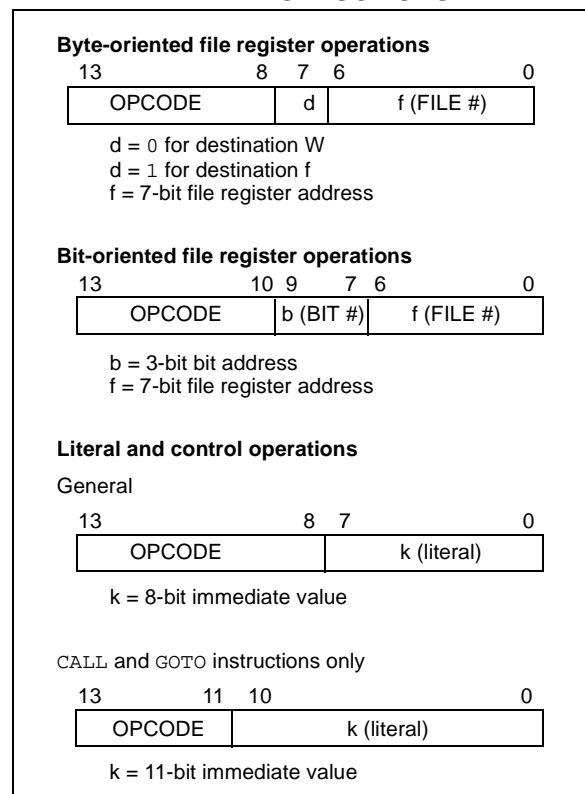 Byte-oriented file register operations
13 8 7 6 0
OPCODE d f (FILE #)
d = 0 for destination W
d = 1 for destination f
f = 7-bit file register address
Bit-oriented file register operations
13 10 9 7 6 0
OPCODE b (BIT #) f (FILE #)
b = 3-bit bit address
f = 7-bit file register address
Literal and control operations
General
13 8 7 0
OPCODE k (literal)
k = 8-bit immediate value
CALL and GOTO instructions only
13 11 10 0
OPCODE k (literal)
k = 11-bit immediate value